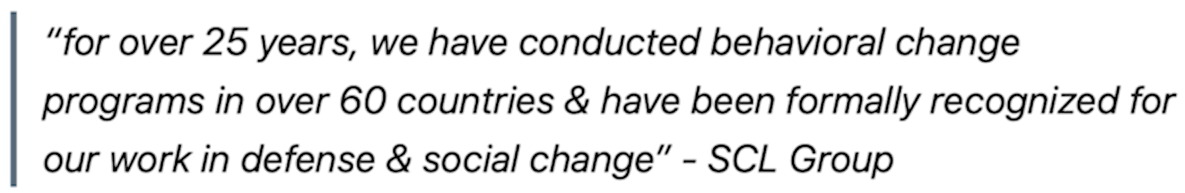 “for over 25 years, we have conducted behavioral change
programs in over 60 countries & have been formally recognized for
our work in defense & social change” - SCL Group